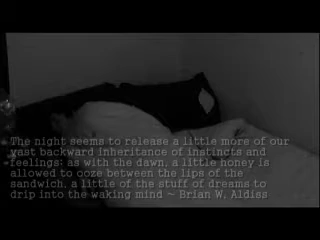 The night seems to release a little more of our
vast backward inheritance of instincts and
feelings; as with the dawn, a little honey is
allowed to ooze between the lips of the
sandwich, a little of the stuff of dreams to
drip into the waking mind ~ Brian W. Aldiss